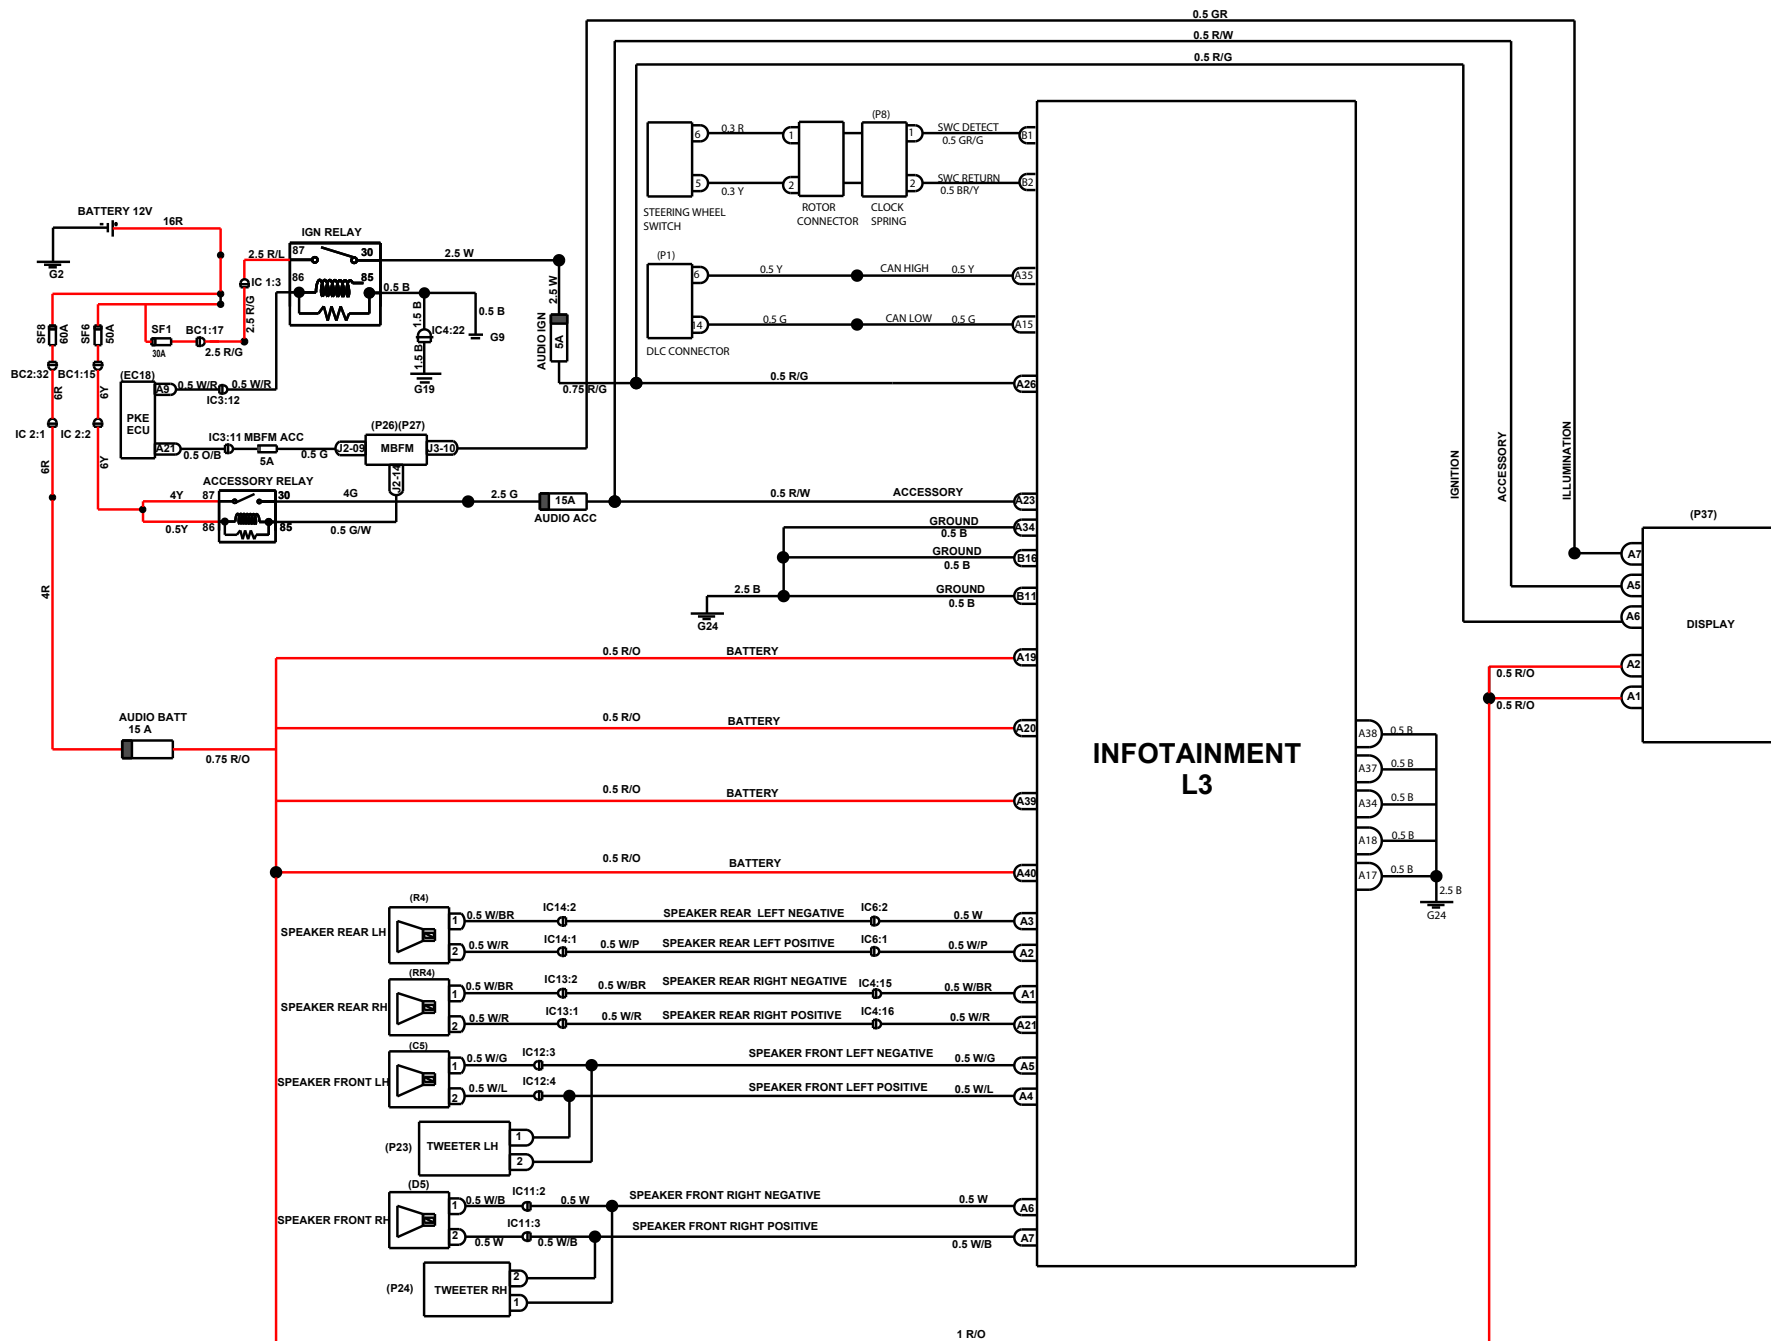 0.5 GR
0.5 R/W
0.5 R/G
(P8)
6
0.3 R
1
1
SWC DETECT
0.5 GR/G
B1
5
0.3 Y
2
2
SWC RETURN
0.5 BR/Y
B2
STEERING WHEEL
SWITCH
ROTOR
CONNECTOR
CLOCK
SPRING
BATTERY 12V
16R
-
+
G2
IGN RELAY
2.5 R/L
87
30
2.5 W
86
85
0.5 B
IC 1:3
2.5 R/G
2.5 W
1.5 B
0.5 B
IC4:22
G9
1.5 B
G19
(P1)
6
0.5 Y
CAN HIGH
0.5 Y
A35
14
0.5 G
CAN LOW
0.5 G
A15
DLC CONNECTOR
SF8
60A
SF6
50A
SF1
30A
BC1:17
2.5 R/G
AUDIO IGN
5A
BC2:32
BC1:15
6R
6Y
(EC18)
A9
0.5 W/R
0.5 W/R
IC3:12
0.75 R/G
0.5 R/G
A26
PKE
ECU
IC 2:1
IC 2:2
A21
0.5 O/B
IC3:11
MBFM ACC
5A
0.5 G
(P26)(P27)
J2-09
MBFM
J3-10
J2-14
6R
6Y
ACCESSORY RELAY
4Y
87
30
4G
2.5 G
15A
AUDIO ACC
0.5 R/W
ACCESSORY
A23
0.5Y
86
85
0.5 G/W
IGNITION
ACCESSORY
ILLUMINATION
GROUND
0.5 B
A34
GROUND
0.5 B
B16
GROUND
0.5 B
B11
2.5 B
G24
4R
(P37)
A7
A5
A6
DISPLAY
A2
0.5 R/O
A1
0.5 R/O
0.5 R/O
BATTERY
A19
AUDIO BATT
15 A
0.75 R/O
0.5 R/O
BATTERY
A20
INFOTAINMENT
L3
A38
0.5 B
A37
0.5 B
A34
0.5 B
A18
0.5 B
A17
0.5 B
2.5 B
G24
0.5 R/O
BATTERY
A39
0.5 R/O
BATTERY
A40
(R4)
SPEAKER REAR LH
1
0.5 W/BR
IC14:2
SPEAKER REAR LEFT NEGATIVE
IC6:2
0.5 W
A3
2
0.5 W/R
IC14:1
0.5 W/P
SPEAKER REAR LEFT POSITIVE
IC6:1
0.5 W/P
A2
(RR4)
SPEAKER REAR RH
1
0.5 W/BR
IC13:2
0.5 W/BR
SPEAKER REAR RIGHT NEGATIVE
IC4:15
0.5 W/BR
A1
2
0.5 W/R
IC13:1
0.5 W/R
SPEAKER REAR RIGHT POSITIVE
IC4:16
0.5 W/R
A21
(C5)
SPEAKER FRONT LH
1
0.5 W/G
IC12:3
SPEAKER FRONT LEFT NEGATIVE
0.5 W/G
A5
2
0.5 W/L
IC12:4
SPEAKER FRONT LEFT POSITIVE
0.5 W/L
A4
(P23)
TWEETER LH
1
2
(D5)
SPEAKER FRONT RH
1
0.5 W/B
IC11:2
0.5 W
SPEAKER FRONT RIGHT NEGATIVE
0.5 W
A6
2
0.5 W
IC11:3
0.5 W/B
SPEAKER FRONT RIGHT POSITIVE
0.5 W/B
A7
(P24)
TWEETER RH
2
1
1 R/O